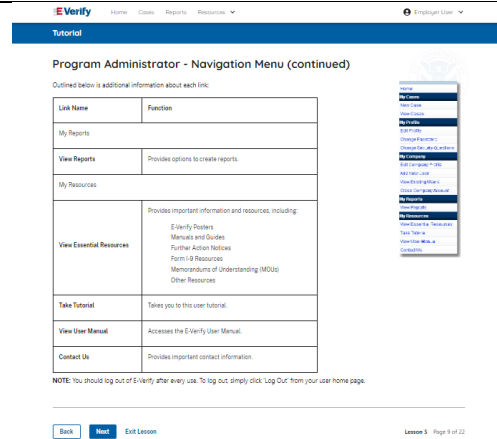 E-Verify Home Cases Reports Resources Employer User
Tutorial
Program Administrator - Navigation Menu (continued)
Outlined below is additional information about each link:
Link Name Function
My Reports
View Reports Provides options to create reports.
My Resources
View Essential Resources Provides important information and resources, including:
E-Verify Posters
Manuals and Guides
Further Action Notices
Form I-9 Resources
Memorandums of Understanding (MOUs)
Other Resources
Take Tutorial Takes you to this user tutorial.
View User Manual Accesses the E-Verify User Manual.
Contact Us Provides important contact information.
NOTE: You should log out of E-Verify after every use. To log out, simply click 'Log Out' from your user home page.
Home
My Cases
New Case
View Cases
My Profile
Edit Profile
Change Password
Change Security Questions
My Company
Edit Company Profile
Add New User
View Existing Users
Close Company Account
My Reports
View Reports
My Resources
View Essential Resources
Take Tutorial
View User Manual
Contact Us
Back Next Exit Lesson Lesson 5 Page 9 of 22